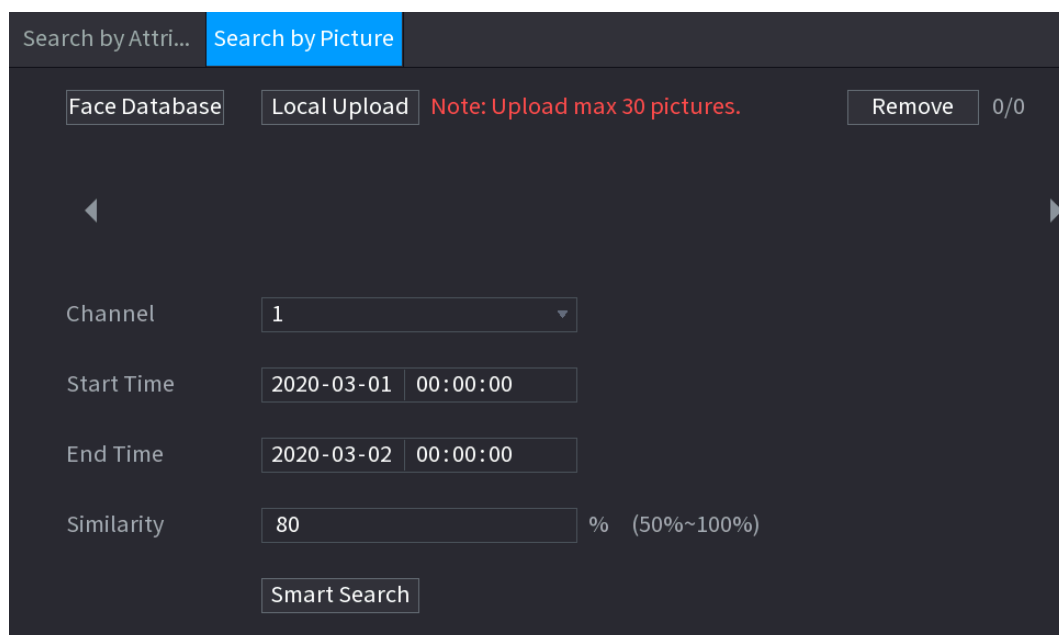 Search by Attri... Search by Picture
Face Database Local Upload Note: Upload max 30 pictures. Remove 0/0
Channel 1
Start Time 2020-03-01 00:00:00
End Time 2020-03-02 00:00:00
Similarity 80 % (50%~100%)
Smart Search